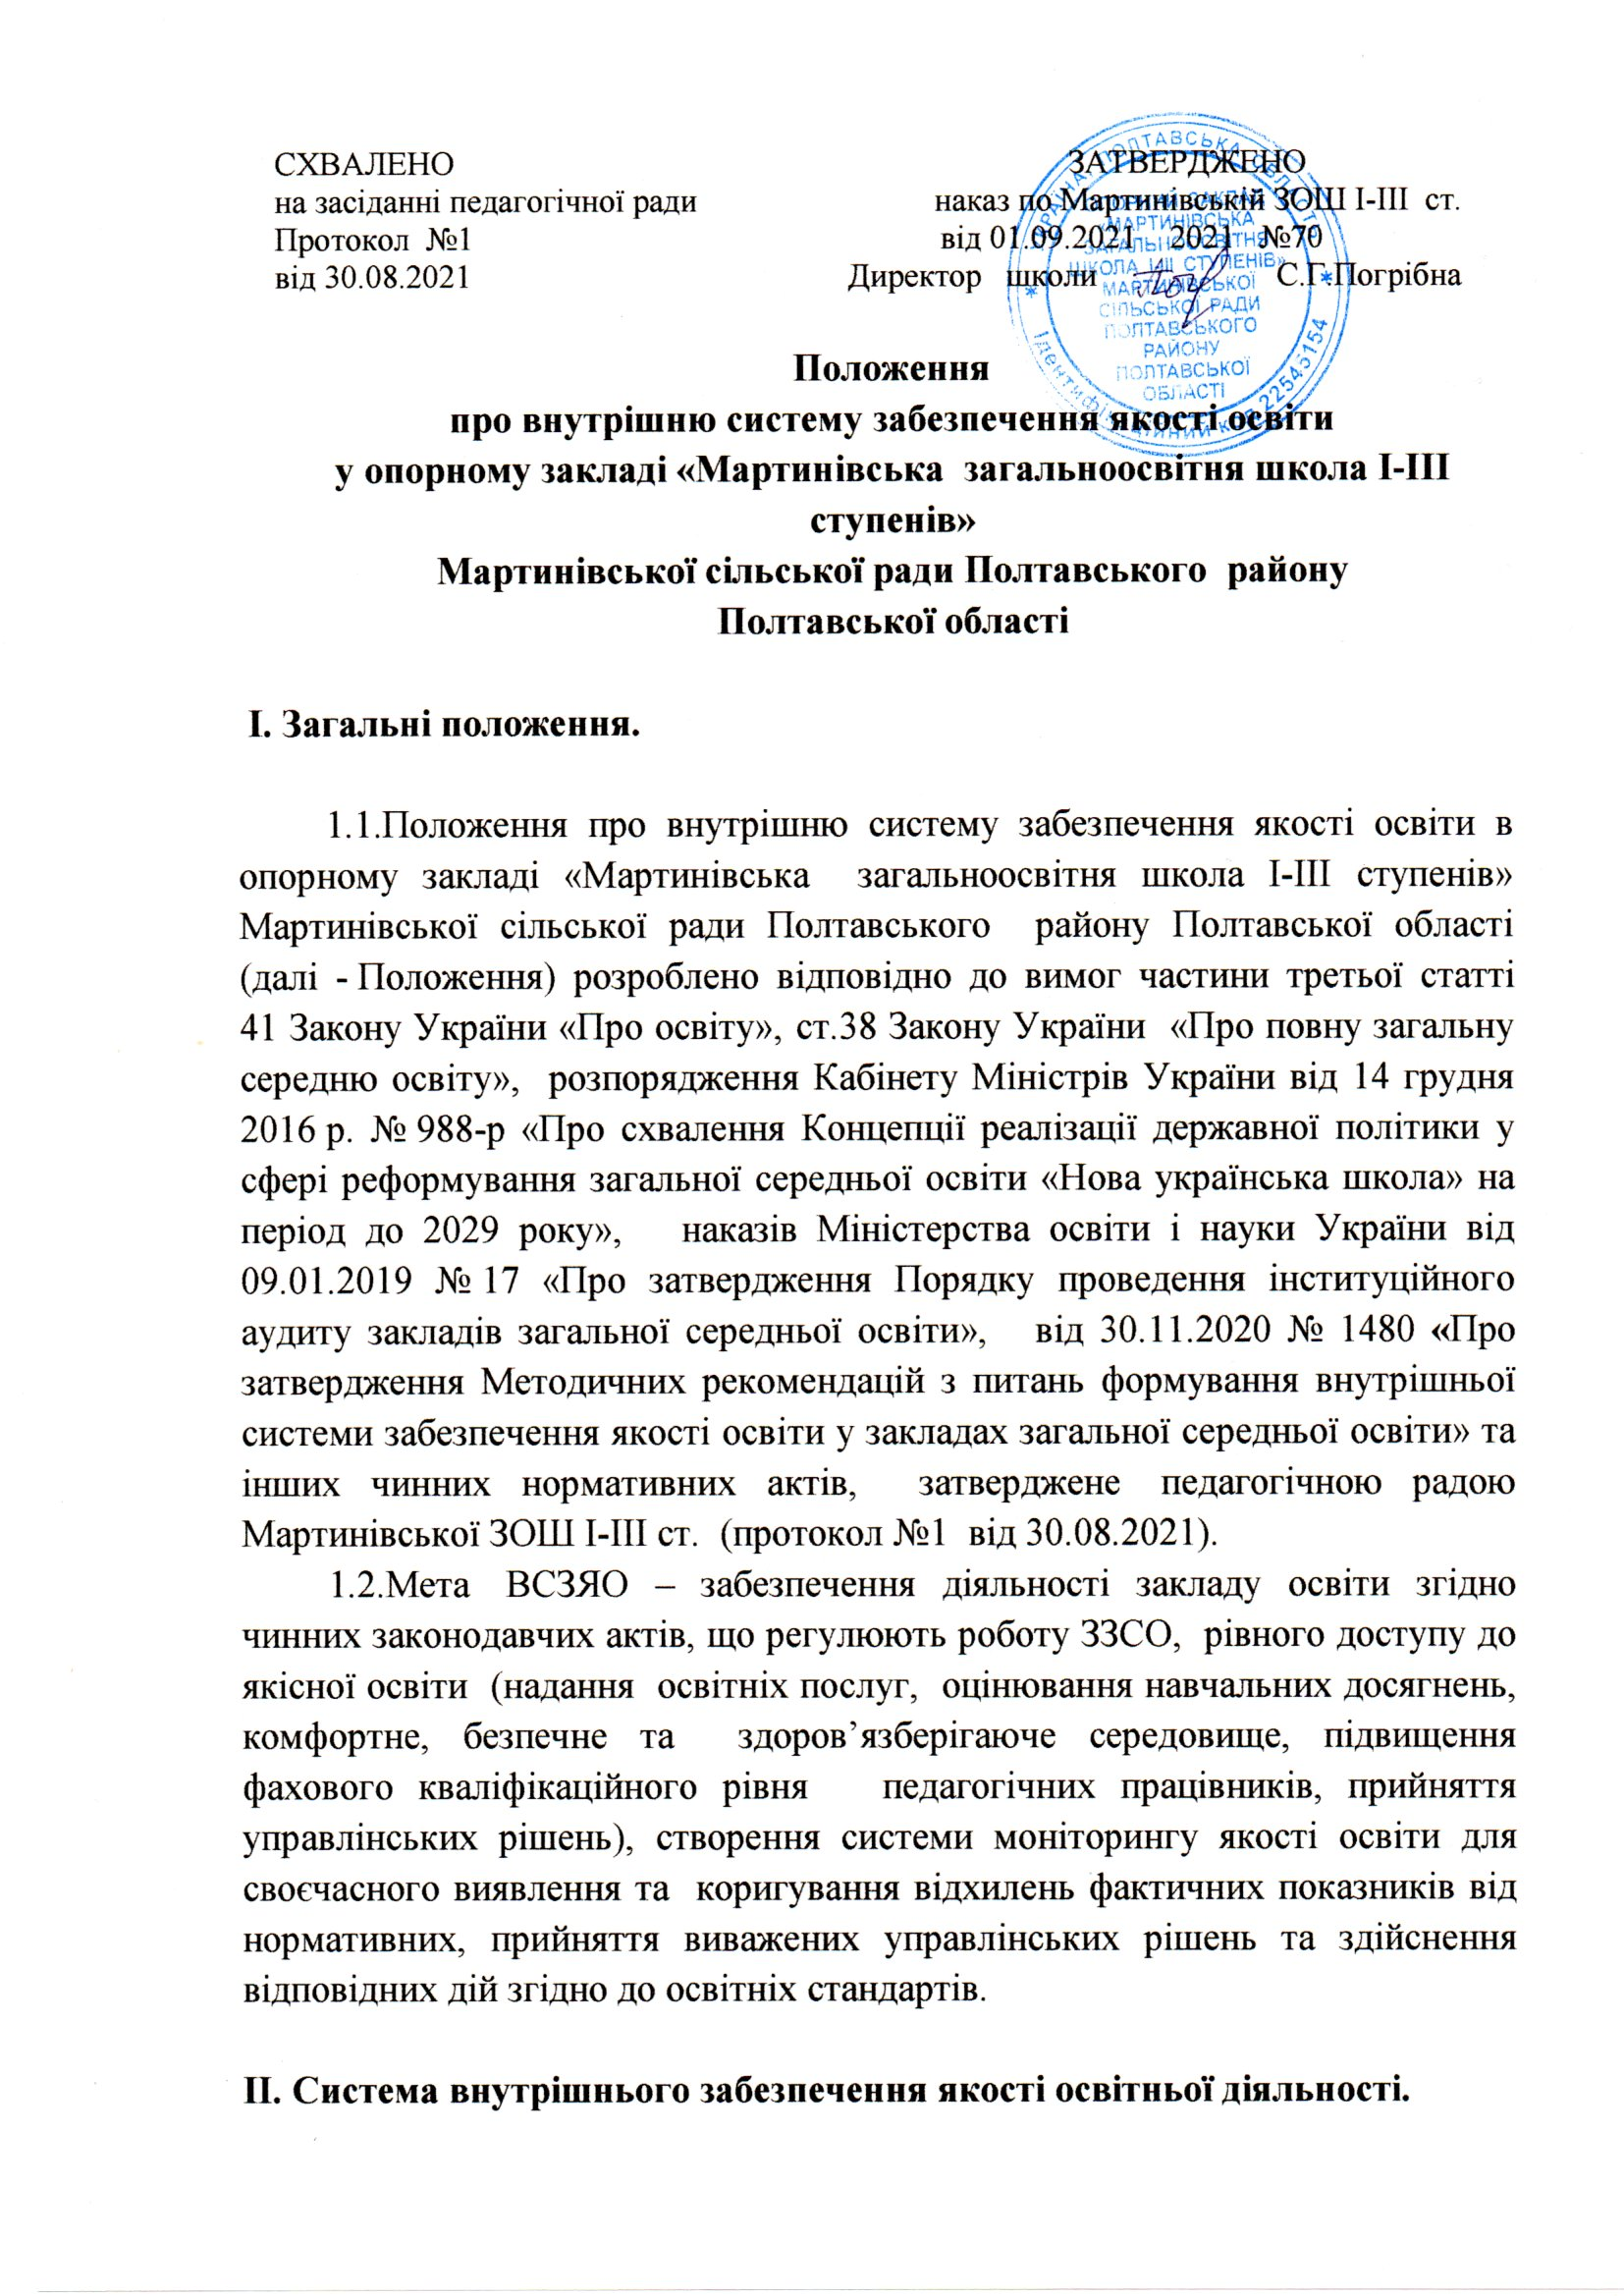 СХВАЛЕНО
на засіданні педагогічної ради
Протокол №1
від 30.08.2021
ЗАТВЕРДЖЕНО
наказ по Мартинівській ЗОШ І-ІІІ ст.
від 01.09.2021 2021 №70
Директор школи С.Г.Погрібна
«МАРТИНІВСЬКА
ЗАГАЛЬНООСВІТНЯ
ШКОЛА І-ІІІ СТУПЕНІВ»
МАРТИНІВСЬКОЇ
СІЛЬСЬКОЇ РАДИ
ПОЛТАВСЬКОГО
РАЙОНУ
ПОЛТАВСЬКОЇ
ОБЛАСТІ
Положення
про внутрішню систему забезпечення якості освіти
у опорному закладі «Мартинівська загальноосвітня школа І-ІІІ
ступенів»
Мартинівської сільської ради Полтавського району
Полтавської області
І. Загальні положення.
1.1.Положення про внутрішню систему забезпечення якості освіти в
опорному закладі «Мартинівська загальноосвітня школа І-ІІІ ступенів»
Мартинівської сільської ради Полтавського району Полтавської області
(далі - Положення) розроблено відповідно до вимог частини третьої статті
41 Закону України «Про освіту», ст.38 Закону України «Про повну загальну
середню освіту», розпорядження Кабінету Міністрів України від 14 грудня
2016 р. № 988-р «Про схвалення Концепції реалізації державної політики у
сфері реформування загальної середньої освіти «Нова українська школа» на
період до 2029 року», наказів Міністерства освіти і науки України від
09.01.2019 № 17 «Про затвердження Порядку проведення інституційного
аудиту закладів загальної середньої освіти», від 30.11.2020 № 1480 «Про
затвердження Методичних рекомендацій з питань формування внутрішньої
системи забезпечення якості освіти у закладах загальної середньої освіти» та
інших чинних нормативних актів, затверджене педагогічною радою
Мартинівської ЗОШ І-ІІІ ст. (протокол №1 від 30.08.2021).
1.2.Мета ВСЗЯО – забезпечення діяльності закладу освіти згідно
чинних законодавчих актів, що регулюють роботу ЗЗСО, рівного доступу до
якісної освіти (надання освітніх послуг, оцінювання навчальних досягнень,
комфортне, безпечне та здоров’язберігаюче середовище, підвищення
фахового кваліфікаційного рівня педагогічних працівників, прийняття
управлінських рішень), створення системи моніторингу якості освіти для
своєчасного виявлення та коригування відхилень фактичних показників від
нормативних, прийняття виважених управлінських рішень та здійснення
відповідних дій згідно до освітніх стандартів.
ІІ. Система внутрішнього забезпечення якості освітньої діяльності.